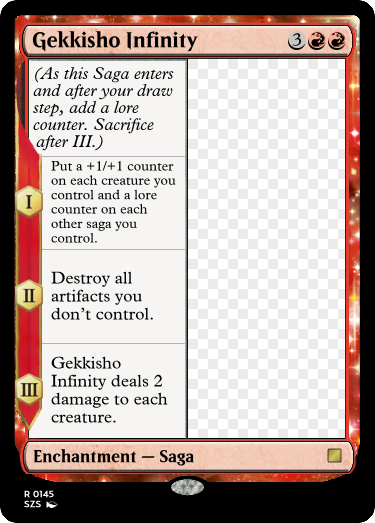 Gekkisho Infinity 3
(As this Saga enters
and after your draw
step, add a lore
counter. Sacrifice
after III.)
I
Put a +1/+1 counter
on each creature you
control and a lore
counter on each
other saga you
control.
II
Destroy all
artifacts you
don't control.
III
Gekkisho
Infinity deals 2
damage to each
creature.
Enchantment — Saga
R 0145
SZS